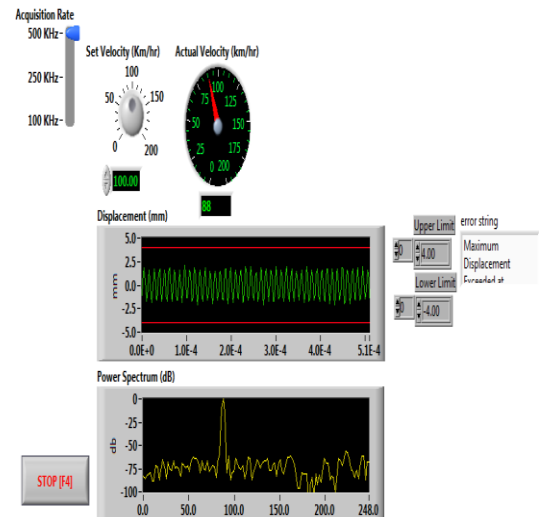 Acquisition Rate
500 KHz-
250 KHz-
100 KHz-
Set Velocity (Km/hr)
100
50
150
0
200
100.00
Actual Velocity (km/hr)
100
75
125
50
150
25
175
0 200
88
Displacement (mm)
5.0-
2.5-
0.0-
-2.5-
-5.0-
mm
0.0E+0 1.0E-4 2.0E-4 3.0E-4 4.0E-4 5.1E-4
Upper Limit
0
4.00
Lower Limit
0
-4.00
error string
Maximum
Displacement
Exceeded at
Power Spectrum (dB)
0-
-25-
-50-
-75-
-100-
db
0.0 50.0 100.0 150.0 200.0 248.0
STOP [F4]